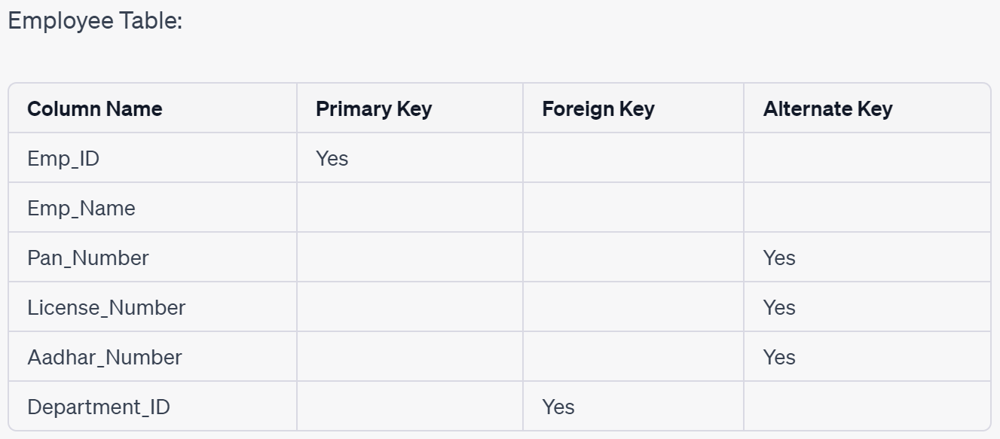 Employee Table:
Column Name Primary Key Foreign Key Alternate Key
Emp_ID Yes
Emp_Name
Pan_Number Yes
License_Number Yes
Aadhar_Number Yes
Department_ID Yes